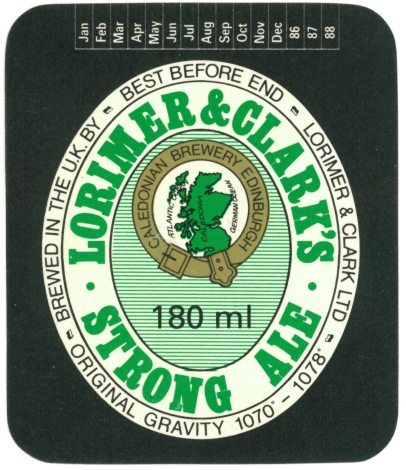 Jan Feb Mar Apr May Jun Jul Aug Sep Oct Nov Dec 86 87 88
BREWED IN THE U.K. BY BEST BEFORE END LORIMER & CLARK LTD
ORIGINAL GRAVITY 1070° - 1078°
LORIMER & CLARK'S
STRONG ALE
CALEDONIAN BREWERY EDINBURGH
ATLANTIC OCEAN
CALEDONIA
GERMAN OCEAN
180 ml